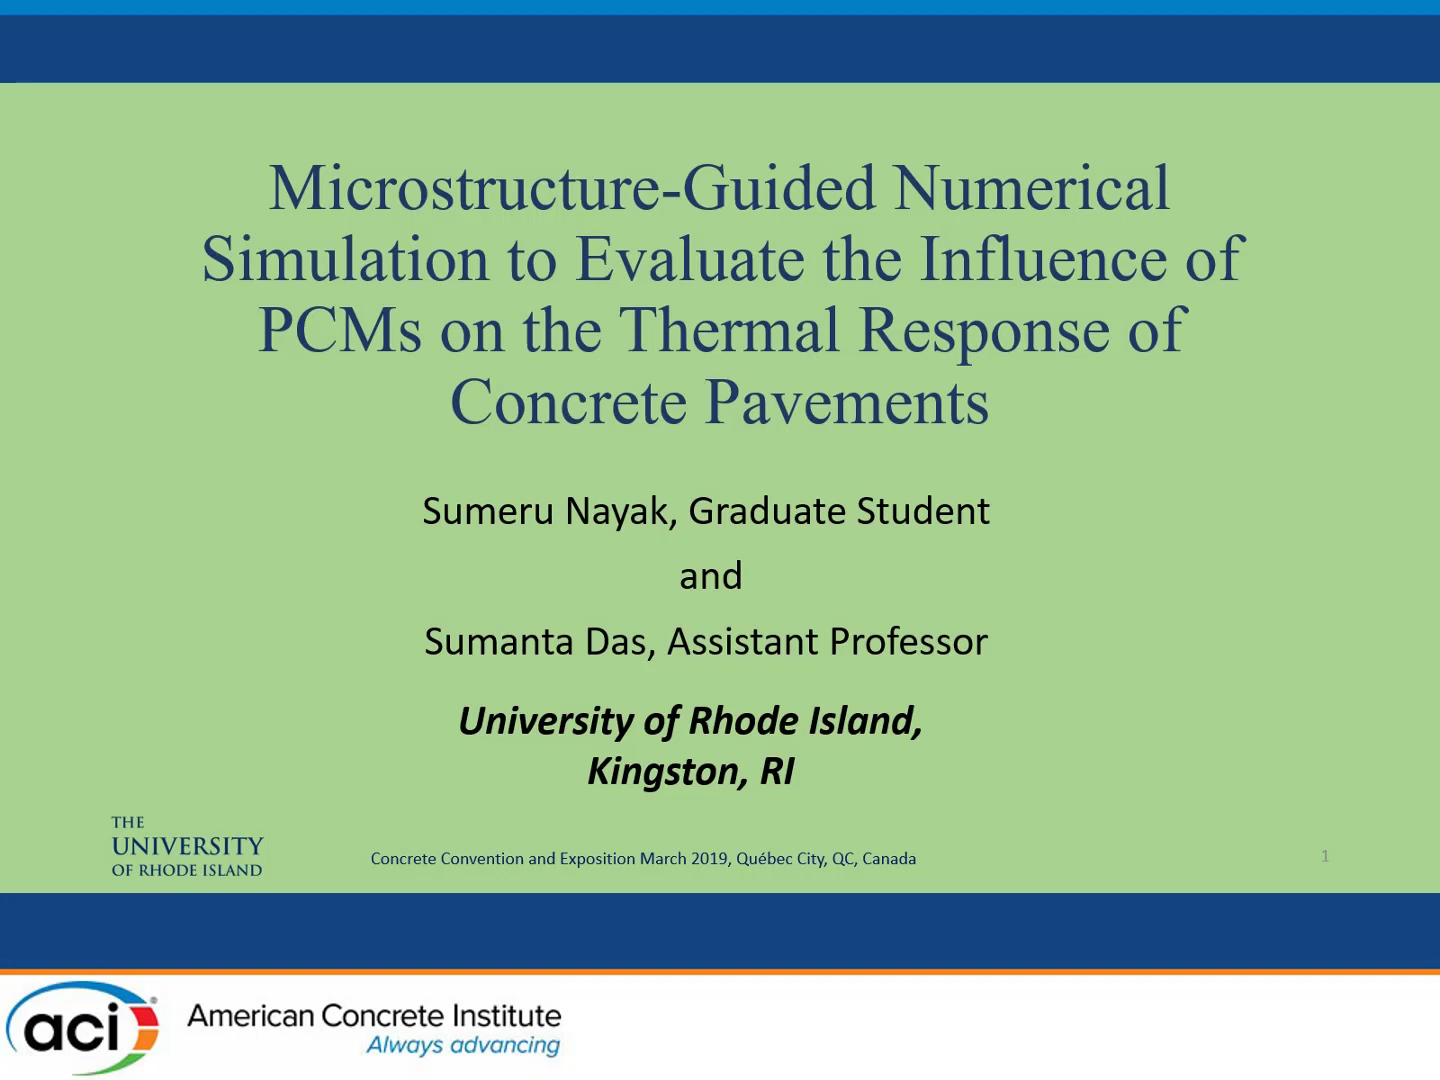 Microstructure-Guided Numerical
Simulation to Evaluate the Influence of
PCMs on the Thermal Response of
Concrete Pavements
Sumeru Nayak, Graduate Student
and
Sumanta Das, Assistant Professor
University of Rhode Island,
Kingston, RI
THE
UNIVERSITY
OF RHODE ISLAND
Concrete Convention and Exposition March 2019, Québec City, QC, Canada
1
aci®
American Concrete Institute
Always advancing